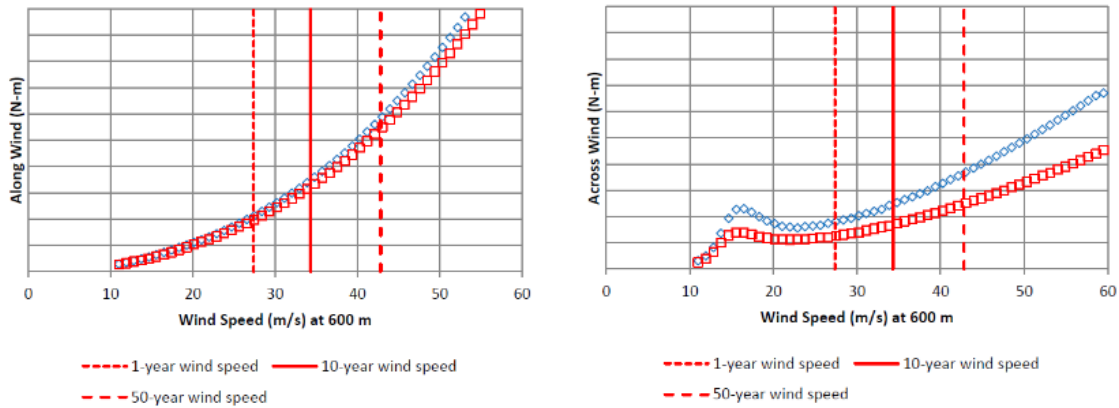 Along Wind (N-m)
0 10 20 30 40 50 60
Wind Speed (m/s) at 600 m
1-year wind speed 10-year wind speed
50-year wind speed
Across Wind (N-m)
0 10 20 30 40 50 60
Wind Speed (m/s) at 600 m
1-year wind speed 10-year wind speed
50-year wind speed